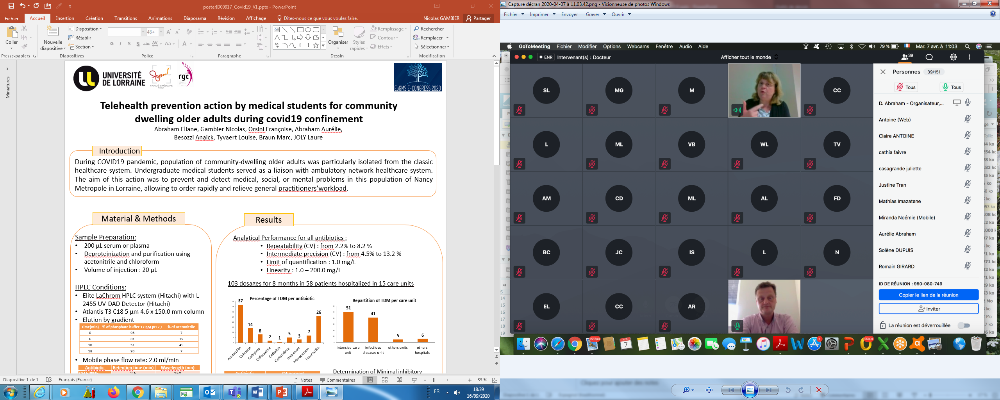 posterID00917_Covid19_V1.pptx - PowerPoint
Fichier Accueil Insertion Création Transitions Animations Diaporama Révision Affichage Dites-nous ce que vous voulez faire. Nicolas GAMBIER Partager
Coller
Presse-papiers
Nouvelle diapositive
Disposition
Rétablir
Section
Diapositives
48+
G I S S abc AV Aa A
Police
Paragraphe
Organiser
Styles rapides
Remplissage
Contour
Effets
Dessin
Rechercher
Remplacer
Sélectionner
Modification
Miniatures
UNIVERSITÉ
DE LORRAINE
FACULTÉ de MÉDECINE
NANCY
rgc
EuGMS E-CONGRESS 2020
Telehealth prevention action by medical students for community
dwelling older adults during covid19 confinement
Abraham Eliane, Gambier Nicolas, Orsini Françoise, Abraham Aurélie,
Besozzi Anaick, Tyvaert Louise, Braun Marc, JOLY Laure
Introduction
During COVID19 pandemic, population of community-dwelling older adults was particularly isolated from the classic
healthcare system. Undergraduate medical students served as a liaison with ambulatory network healthcare system.
The aim of this action was to prevent and detect medical, social, or mental problems in this population of Nancy
Metropole in Lorraine, allowing to order rapidly and relieve general practitioners'workload.
Material & Methods
Sample Preparation:
• 200 µL serum or plasma
• Deproteinization and purification using
acetonitrile and chloroform
• Volume of injection : 20 µL
HPLC Conditions:
• Elite LaChrom HPLC system (Hitachi) with L-
2455 UV-DAD Detector (Hitachi)
• Atlantis T3 C18 5 µm 4.6 x 150.0 mm column
• Elution by gradient
Time(min) % of phosphate buffer 17 nM pH 2,1 % of acetonitrile
0 93 7
6 81 19
16 51 49
18 93 7
• Mobile phase flow rate: 2.0 ml/min
Antibiotic Retention time (min) Wavelength (nm)
CEFEPIME 2.6 260
Results
Analytical Performance for all antibiotics :
• Repeatability (CV) : from 2.2% to 8.2 %
• Intermediate precision (CV) : from 4.5% to 13.2 %
• Limit of quantification : 1.0 mg/L
• Linearity : 1.0 – 200.0 mg/L
103 dosages for 8 months in 58 patients hospitalized in 15 care units
Percentage of TDM per antibiotic
37 14 8 2 1 5 3 7 26
Amoxicilin Cefazolin Cefepime Cefotaxime Cefoxitin Ceftazidime Imipenem Meropenem Piperacillin
Repartition of TDM per care unit
51 41 5 6
Intensive care unit
infectious diseases unit
others units
others hospitals
Antibiotic Observed
Determination of Minimal inhibitory
Diapositive 1 de 1 Français (France) Notes Commentaires 33 %
FR
18:39
16/09/2020
Capture décran 2020-04-07 à 11.03.42.png - Visionneuse de photos Windows
Fichier Imprimer Envoyer Graver Ouvrir
GoToMeeting Fichier Modifier Options Webcams Fenêtre Audio Aide 79 % Mar. 7 avr. à 11:03
ENR Intervenant(s) : Docteur Afficher tout le monde 39
SL MG M CC
L ML VB WL TV
AM CD ML AL FD
BC JC IS L N
EL CC AR
Personnes 39/151
Tous Tous
D. Abraham - Organisateur,...
Antoine (Web)
Claire ANTOINE
cathia faivre
casagrande juliette
Justine Tran
Mathias Imazatene
Miranda Noémie (Mobile)
Aurélie Abraham
Solène DUPUIS
Romain GIRARD
ID DE RÉUNION : 950-080-749
Copier le lien de la réunion
Inviter
La réunion est déverrouillée
14
15
16
17
18
19
AVR.
7
22 248
1
25831
Cliquez pour ajouter des notes